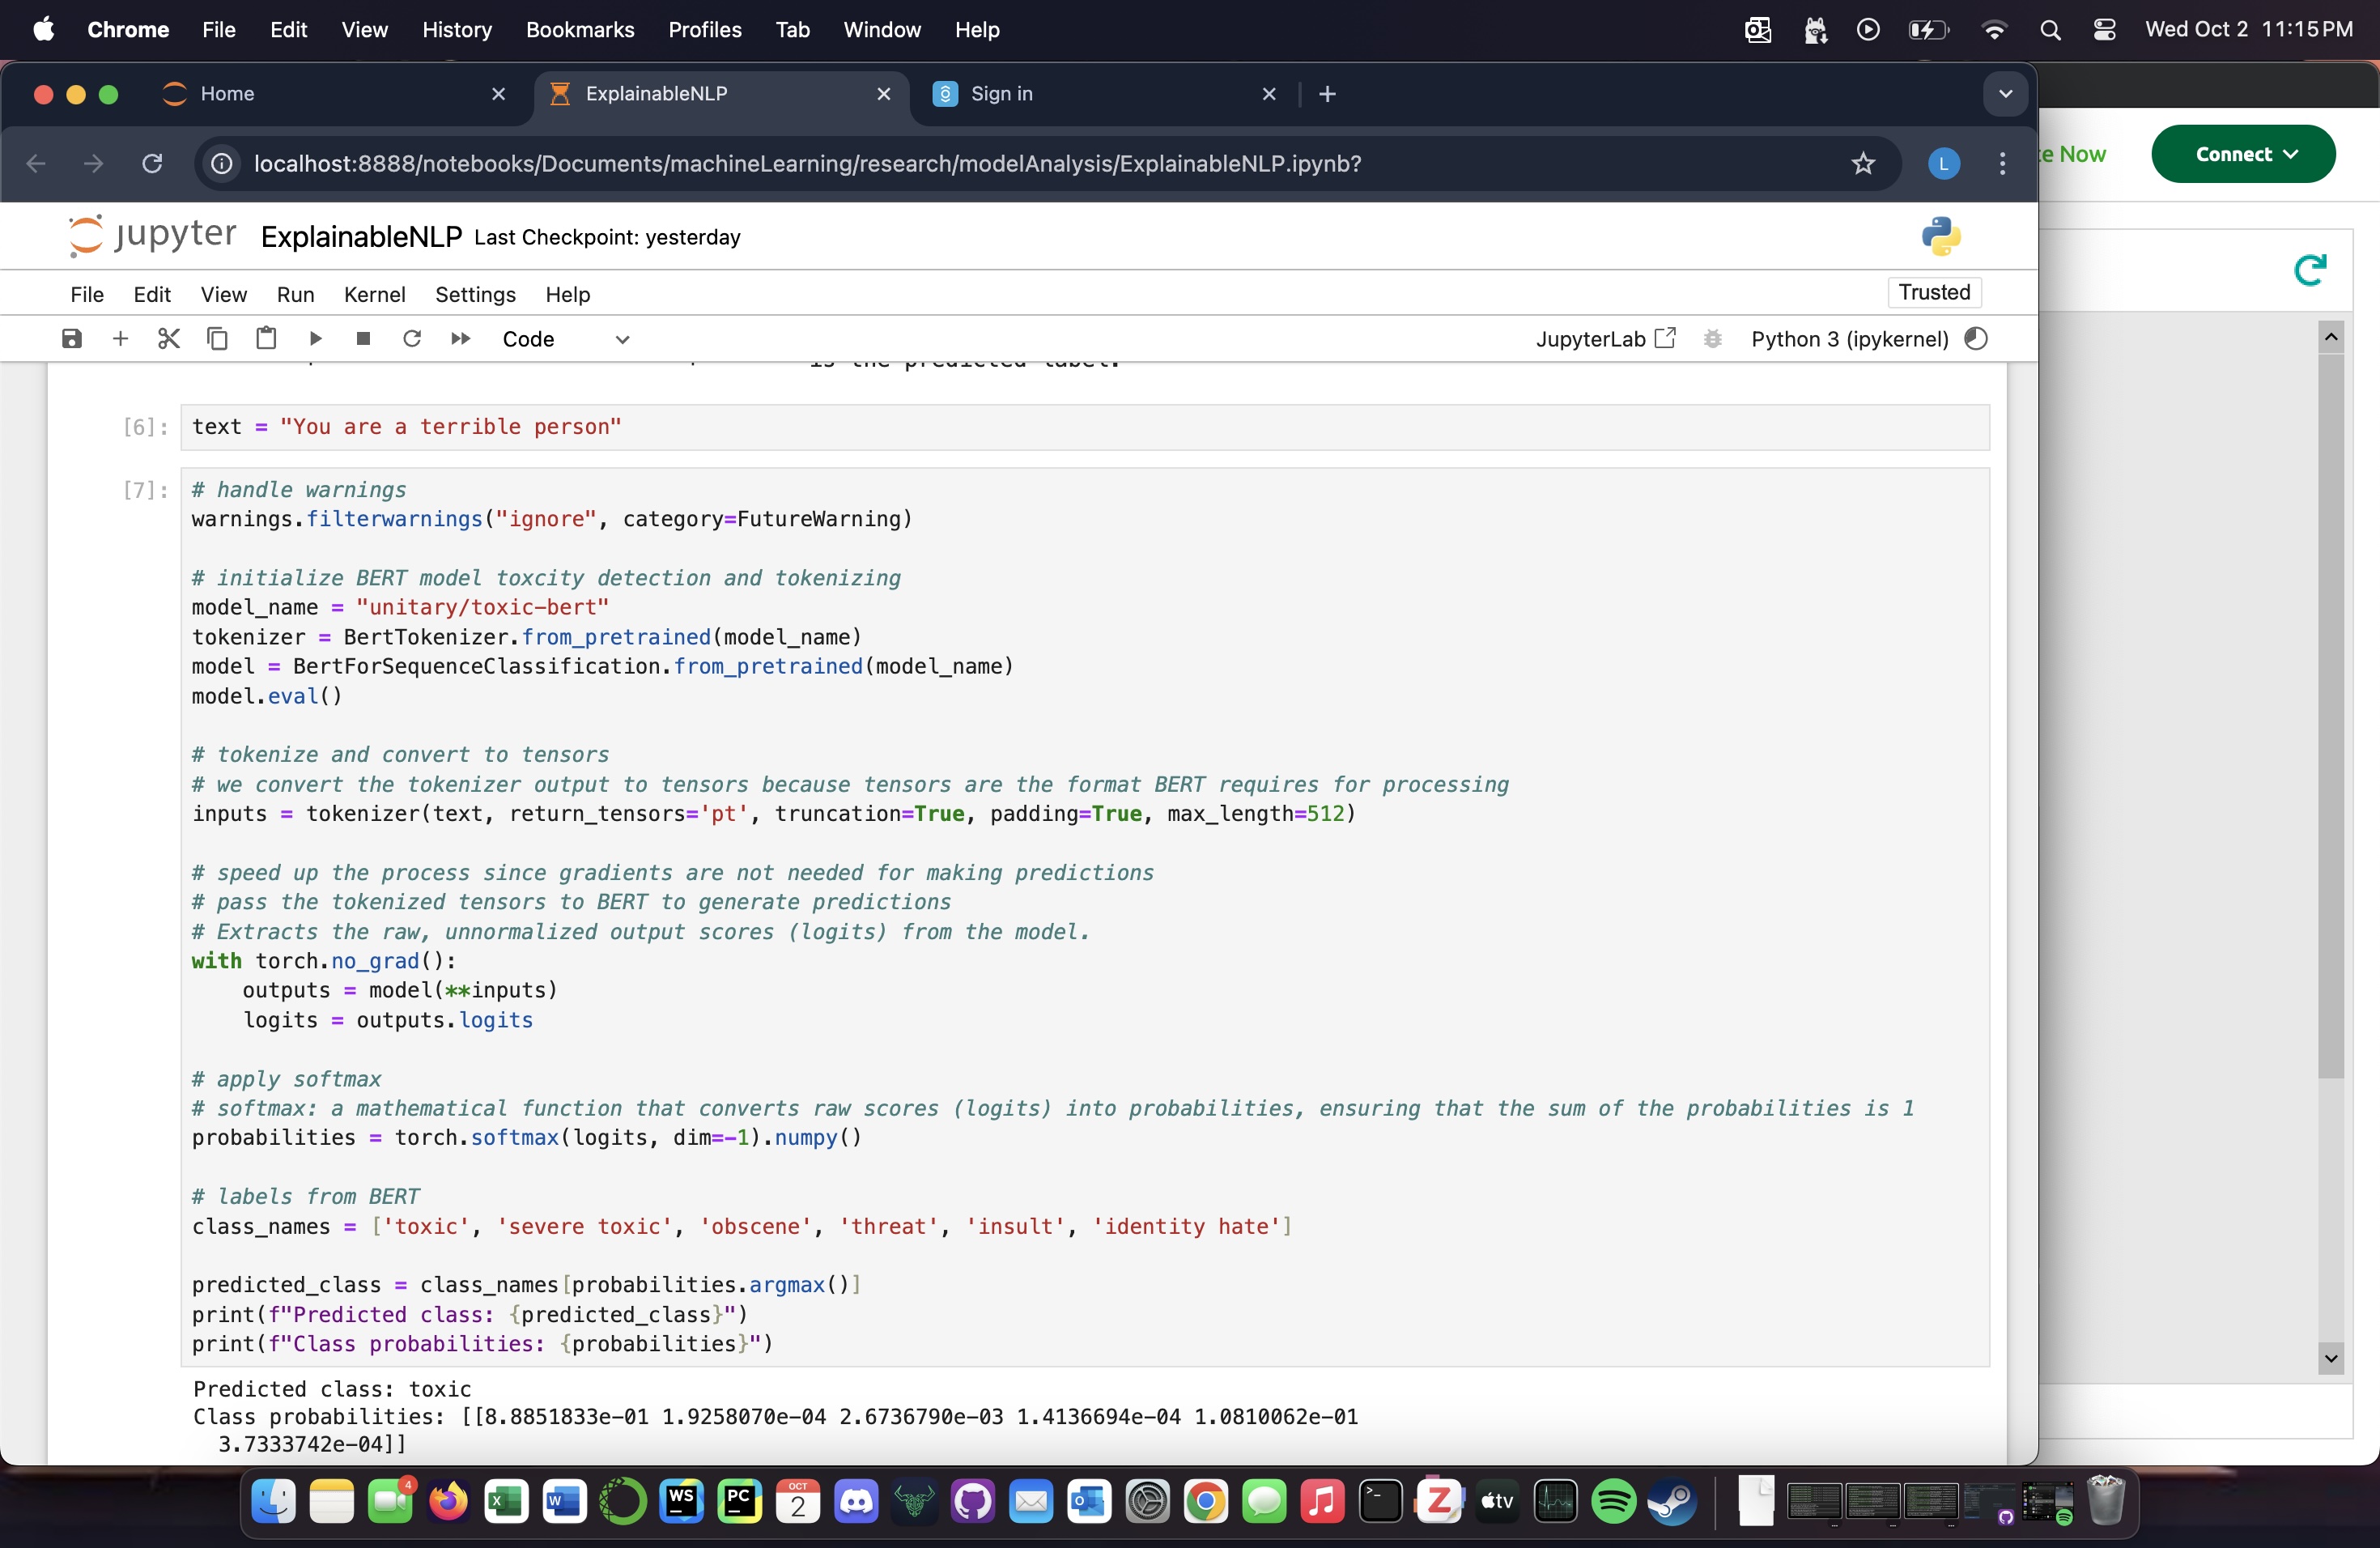 Chrome File Edit View History Bookmarks Profiles Tab Window Help Wed Oct 2 11:15 PM
Home ExplainableNLP Sign in
localhost:8888/notebooks/Documents/machineLearning/research/modelAnalysis/ExplainableNLP.ipynb? L
Now Connect
jupyter ExplainableNLP Last Checkpoint: yesterday
File Edit View Run Kernel Settings Help Trusted
Code JupyterLab Python 3 (ipykernel)
is the predicted label.
[6]: text = "You are a terrible person"
[7]: # handle warnings
warnings.filterwarnings("ignore", category=FutureWarning)
# initialize BERT model toxcity detection and tokenizing
model_name = "unitary/toxic-bert"
tokenizer = BertTokenizer.from_pretrained(model_name)
model = BertForSequenceClassification.from_pretrained(model_name)
model.eval()
# tokenize and convert to tensors
# we convert the tokenizer output to tensors because tensors are the format BERT requires for processing
inputs = tokenizer(text, return_tensors='pt', truncation=True, padding=True, max_length=512)
# speed up the process since gradients are not needed for making predictions
# pass the tokenized tensors to BERT to generate predictions
# Extracts the raw, unnormalized output scores (logits) from the model.
with torch.no_grad():
    outputs = model(**inputs)
    logits = outputs.logits
# apply softmax
# softmax: a mathematical function that converts raw scores (logits) into probabilities, ensuring that the sum of the probabilities is 1
probabilities = torch.softmax(logits, dim=-1).numpy()
# labels from BERT
class_names = ['toxic', 'severe toxic', 'obscene', 'threat', 'insult', 'identity hate']
predicted_class = class_names[probabilities.argmax()]
print(f"Predicted class: {predicted_class}")
print(f"Class probabilities: {probabilities}")
Predicted class: toxic
Class probabilities: [[8.8851833e-01 1.9258070e-04 2.6736790e-03 1.4136694e-04 1.0810062e-01
  3.7333742e-04]]
4 X W WS PC OCT 2 Z tv